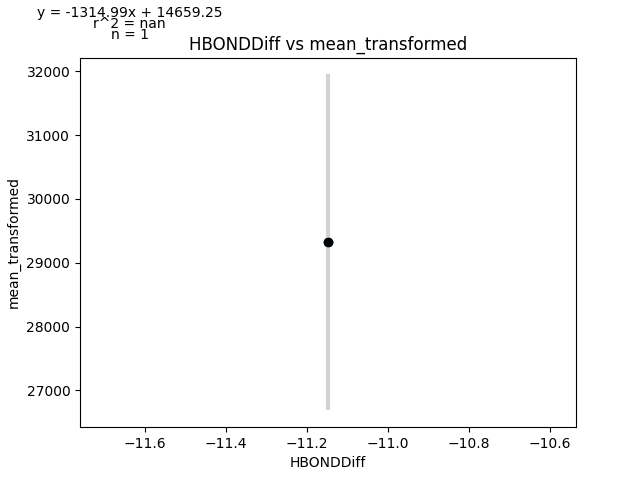 y = -1314.99x + 14659.25
r^2 = nan
n = 1
HBONDDiff vs mean_transformed
32000
31000
30000
29000
28000
27000
mean_transformed
−11.6
−11.4
−11.2
−11.0
−10.8
−10.6
HBONDDiff